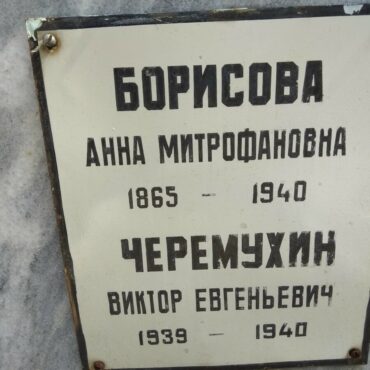 БОРИСОВА
АННА МИТРОФАНОВНА
1865 – 1940
ЧЕРЕМУХИН
ВИКТОР ЕВГЕНЬЕВИЧ
1939 – 1940